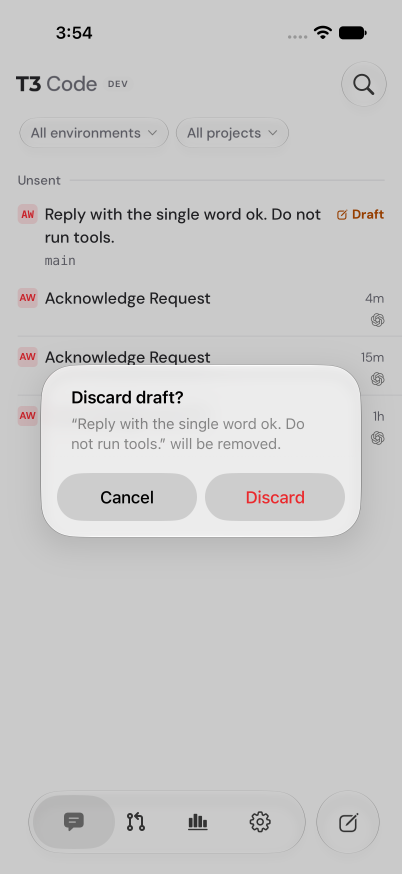 3:54
T3 Code DEV
All environments All projects
Unsent
AW Reply with the single word ok. Do not Draft
run tools.
main
AW Acknowledge Request 4m
AW Acknowledge Request 15m
AW 1h
Discard draft?
“Reply with the single word ok. Do
not run tools.” will be removed.
Cancel Discard